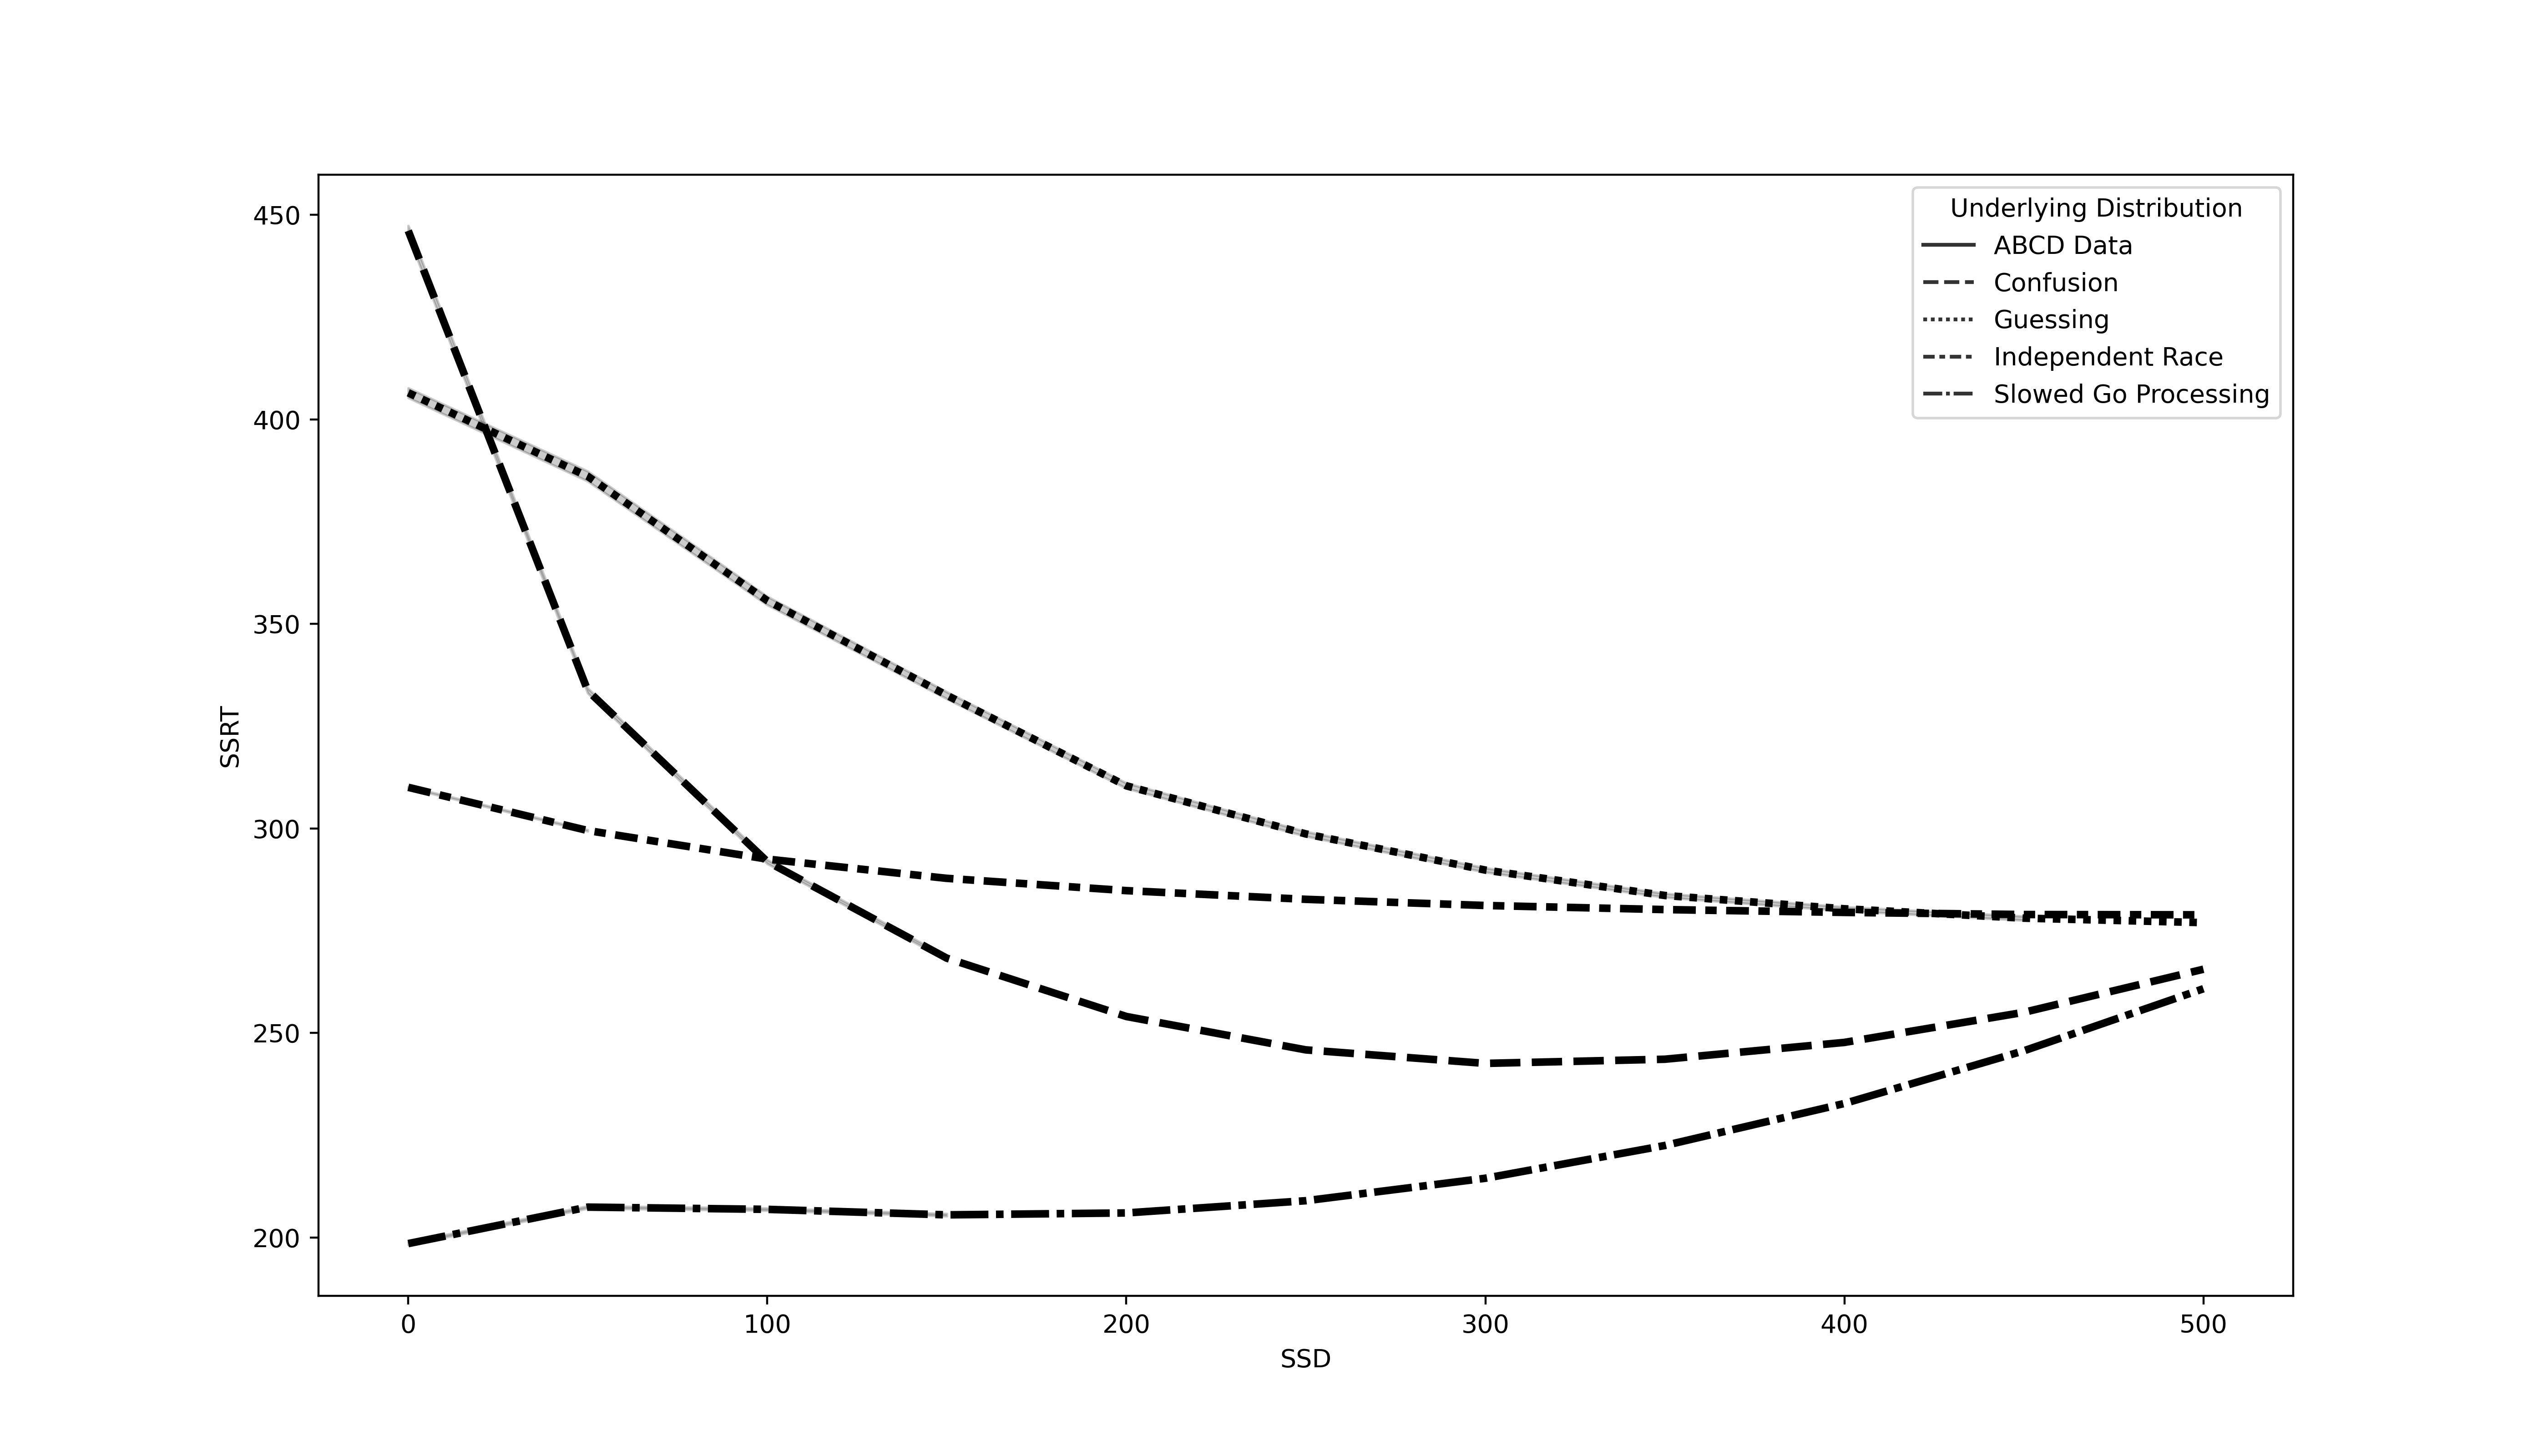 450
400
350
300
250
200
SSRT
0 100 200 300 400 500
SSD
Underlying Distribution
ABCD Data
Confusion
Guessing
Independent Race
Slowed Go Processing